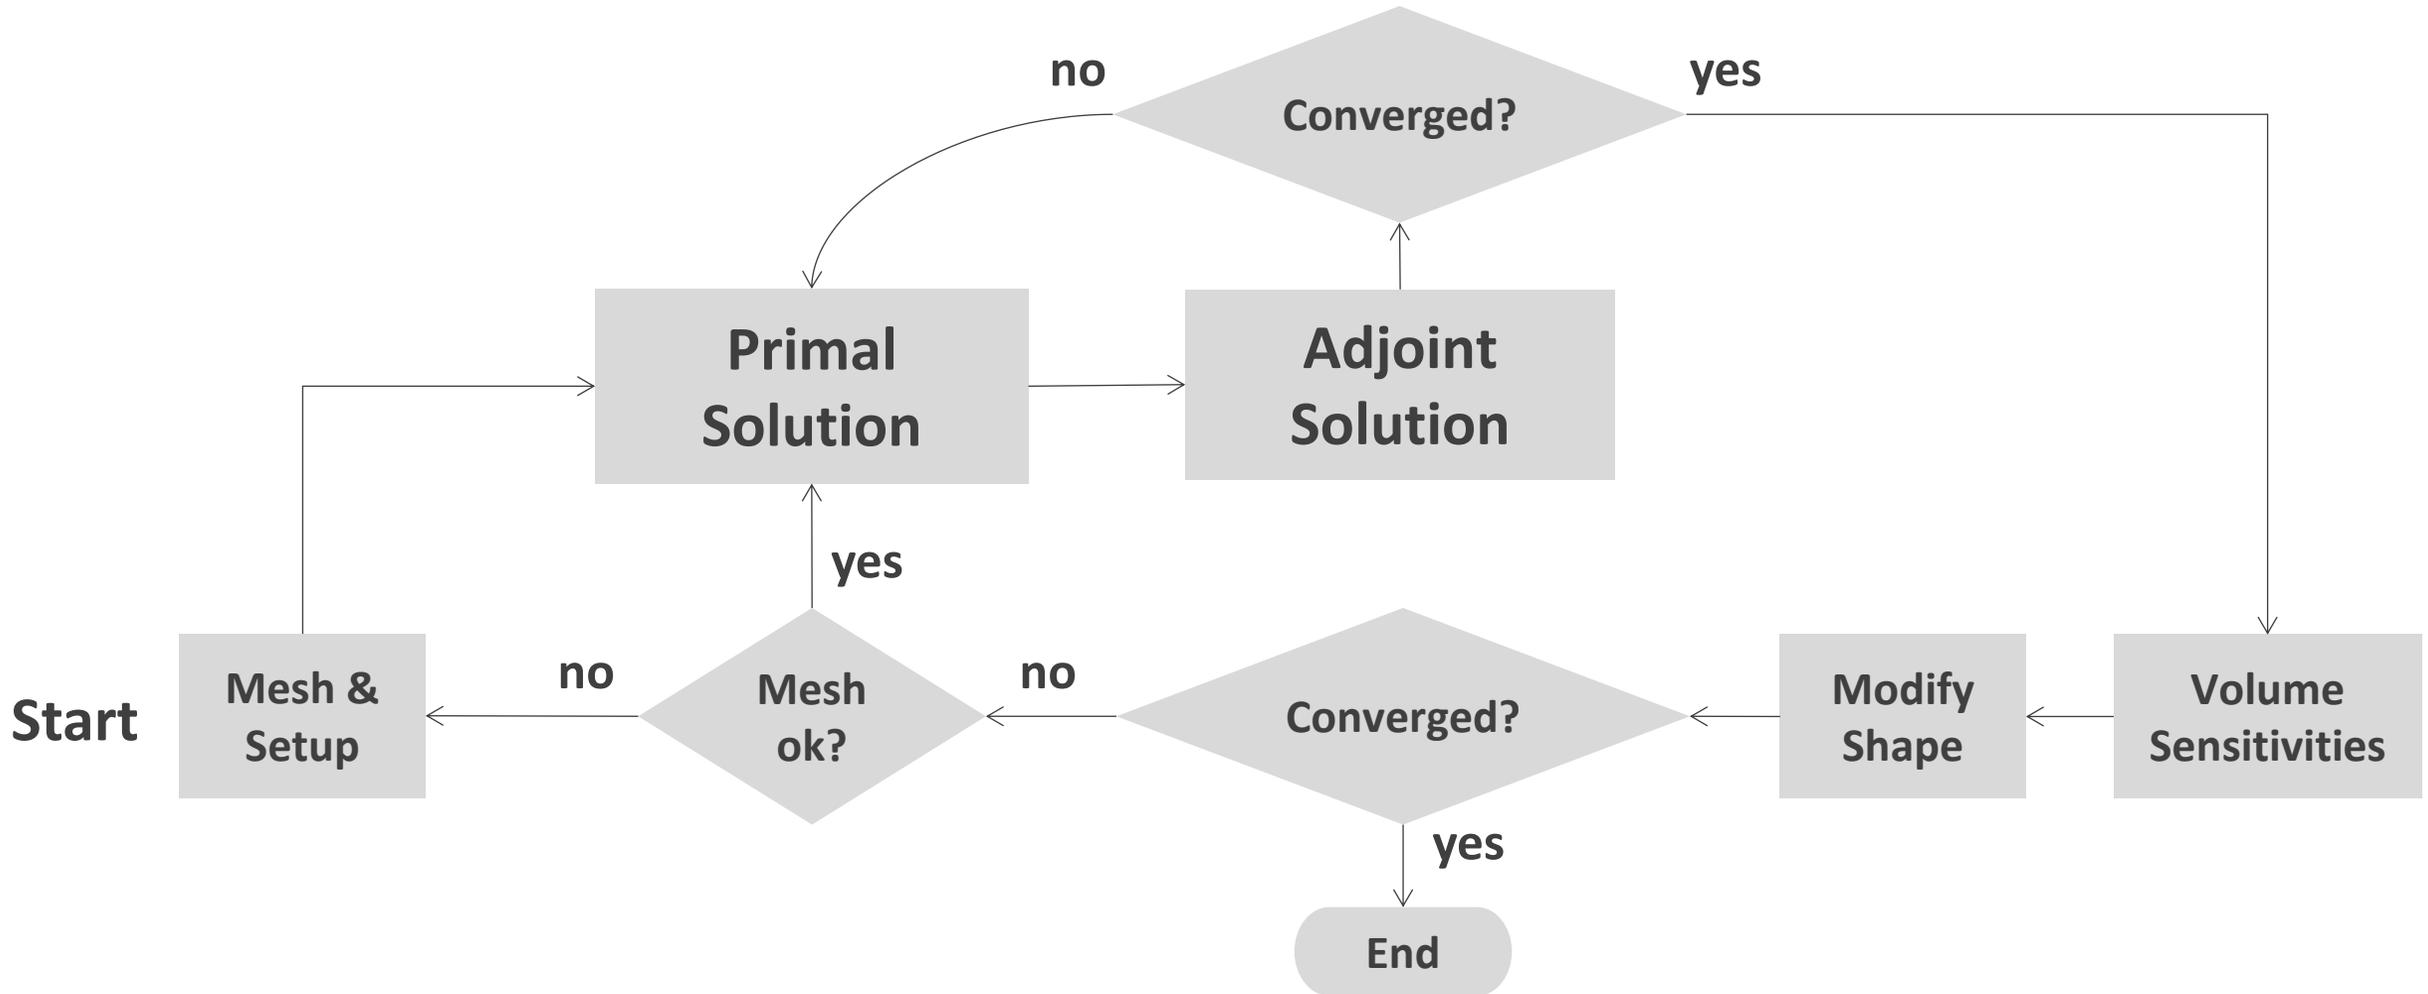 no
yes
Converged?
Primal
Solution
Adjoint
Solution
yes
Start
Mesh &
Setup
no
Mesh
ok?
no
Converged?
Modify
Shape
Volume
Sensitivities
yes
End